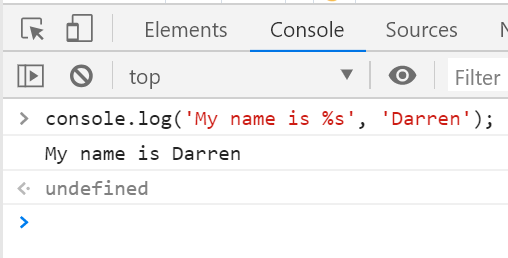 Elements Console Sources
top Filter
> console.log('My name is %s', 'Darren');
My name is Darren
undefined
>